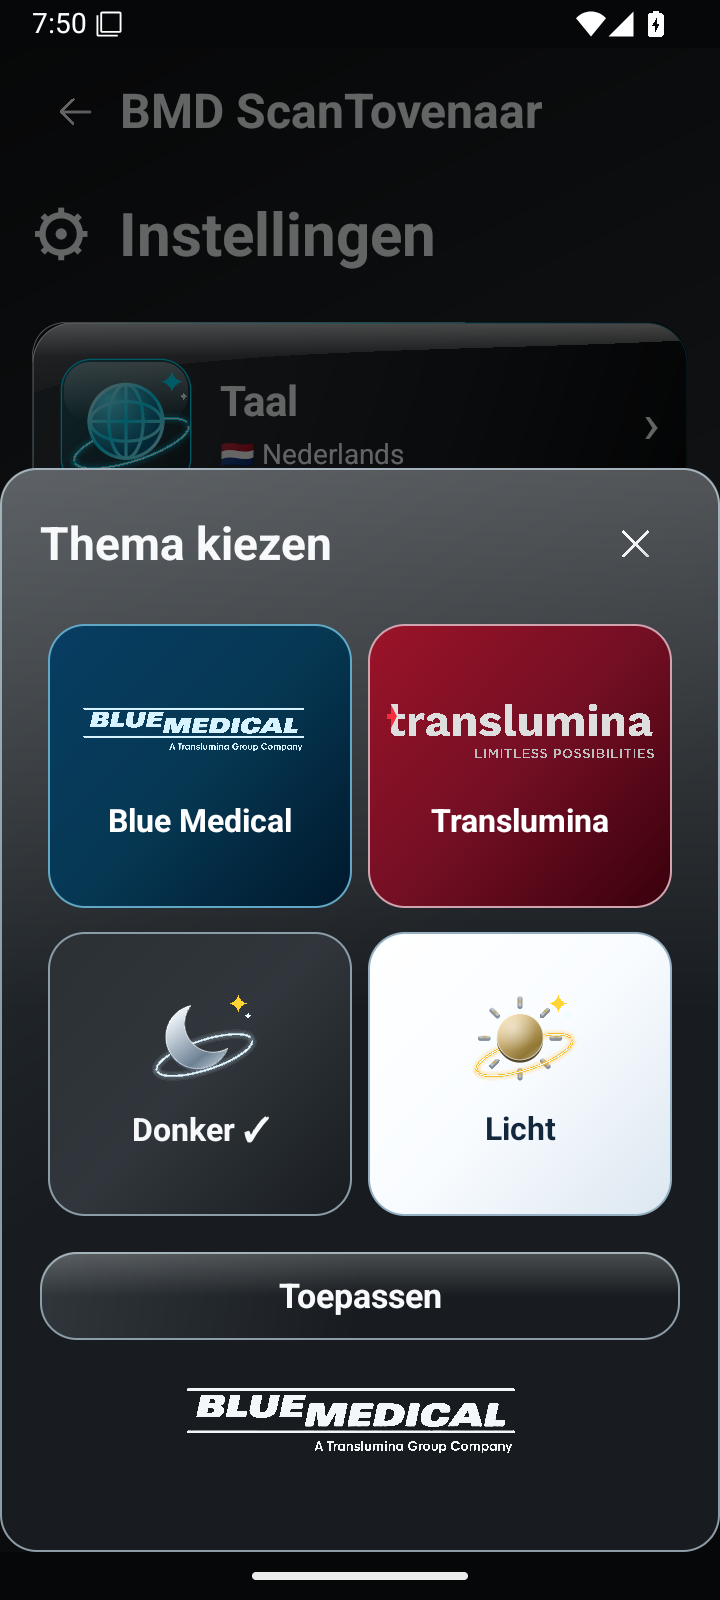 7:50
BMD ScanTovenaar
Instellingen
Taal
Nederlands
Thema kiezen
BLUEMEDICAL
A Translumina Group Company
Blue Medical
translumina
LIMITLESS POSSIBILITIES
Translumina
Donker ✓
Licht
Toepassen
BLUEMEDICAL
A Translumina Group Company